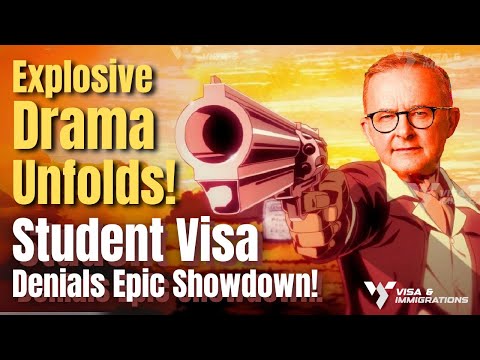 Explosive
Drama
Unfolds!
Student Visa
Denials Epic Showdown!
VISA &
IMMIGRATIONS